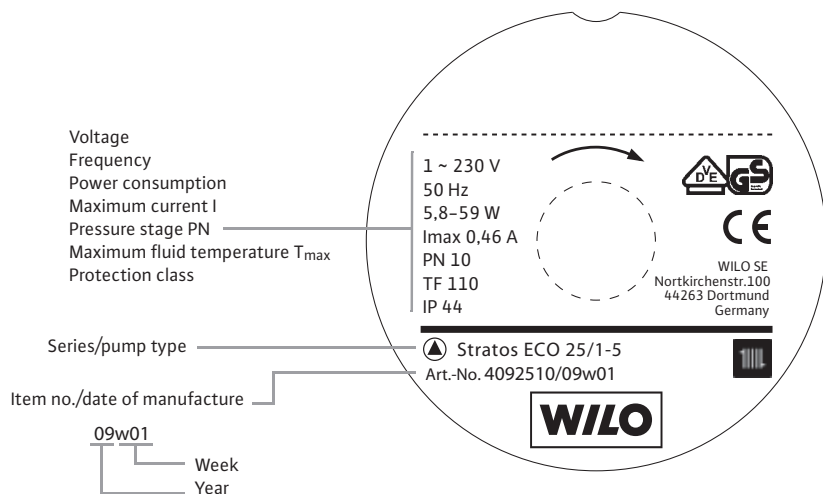 Voltage
Frequency
Power consumption
Maximum current I
Pressure stage PN
Maximum fluid temperature Tmax
Protection class
1 ~ 230 V
50 Hz
5,8–59 W
Imax 0,46 A
PN 10
TF 110
IP 44
VDE
GS
CE
WILO SE
Nortkirchenstr.100
44263 Dortmund
Germany
Series/pump type
Stratos ECO 25/1-5
Item no./date of manufacture
Art.-No. 4092510/09w01
WILO
09w01
Week
Year